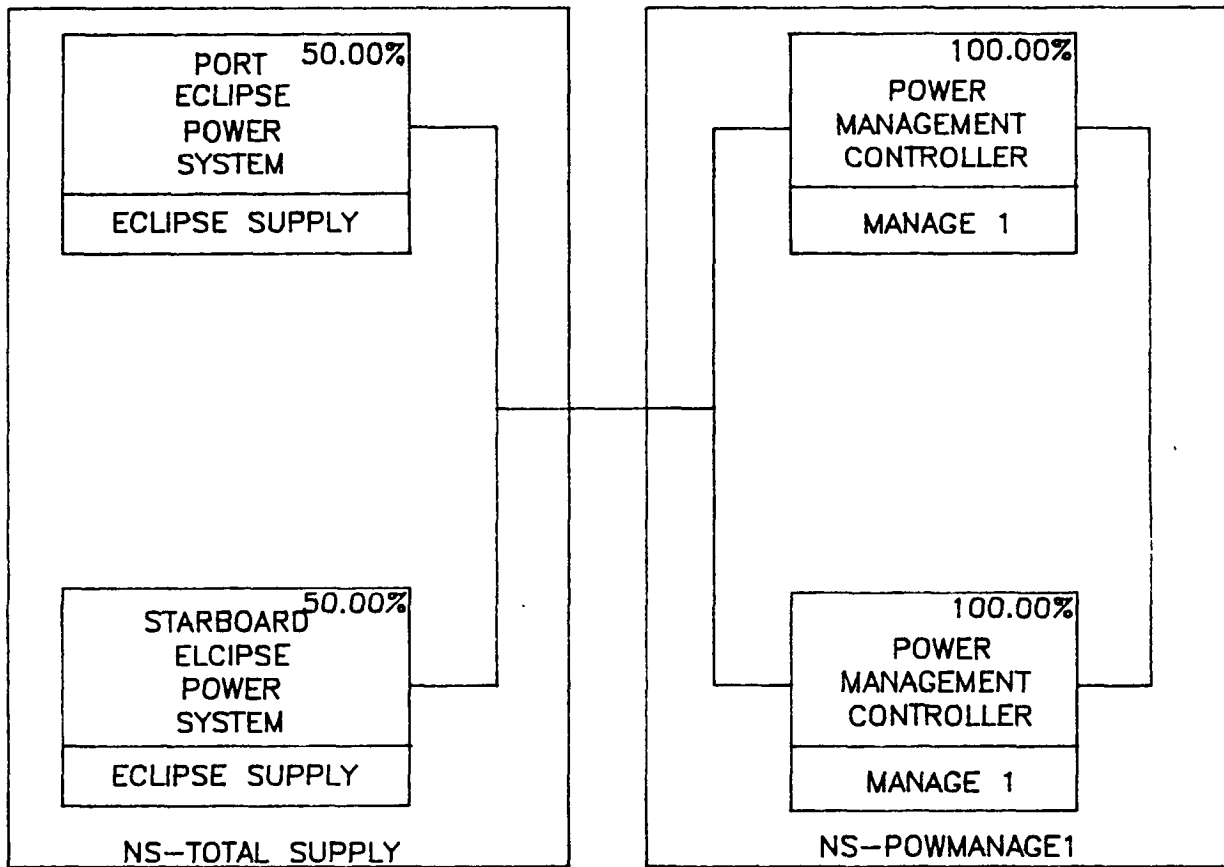 50.00%
PORT
ECLIPSE
POWER
SYSTEM
ECLIPSE SUPPLY
50.00%
STARBOARD
ELCIPSE
POWER
SYSTEM
ECLIPSE SUPPLY
NS-TOTAL SUPPLY
100.00%
POWER
MANAGEMENT
CONTROLLER
MANAGE 1
100.00%
POWER
MANAGEMENT
CONTROLLER
MANAGE 1
NS-POWMANAGE1